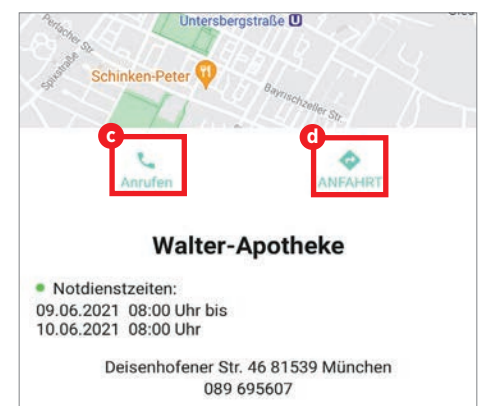 Untersbergstraße U
Perlacher Str.
Spixstraße
Schinken-Peter
Bayrischzeller Str.
c
d
Anrufen
ANFAHRT
Walter-Apotheke
Notdienstzeiten:
09.06.2021 08:00 Uhr bis
10.06.2021 08:00 Uhr
Deisenhofener Str. 46 81539 München
089 695607